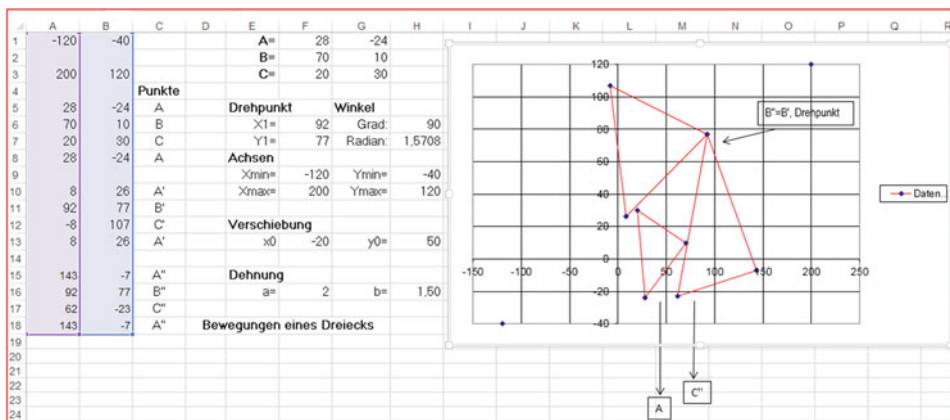 A B C D E F G H I J K L M N O P Q R
1 -120 -40 A= 28 -24
2 B= 70 10
3 200 120 C= 20 30
4 Punkte
5 28 -24 A Drehpunkt Winkel
6 70 10 B X1= 92 Grad: 90
7 20 30 C Y1= 77 Radian: 1,5708
8 28 -24 A Achsen
9 Xmin= -120 Ymin= -40
10 8 26 A' Xmax= 200 Ymax= 120
11 92 77 B'
12 -8 107 C' Verschiebung
13 8 26 A' x0 -20 y0= 50
14
15 143 -7 A" Dehnung
16 92 77 B" a= 2 b= 1,50
17 62 -23 C"
18 143 -7 A" Bewegungen eines Dreiecks
19
20
21
22
23
24
120
100
80
60
40
20
0
-20
-40
-150 -100 -50 0 50 100 150 200 250
B"=B', Drehpunkt
Daten..
C"
A